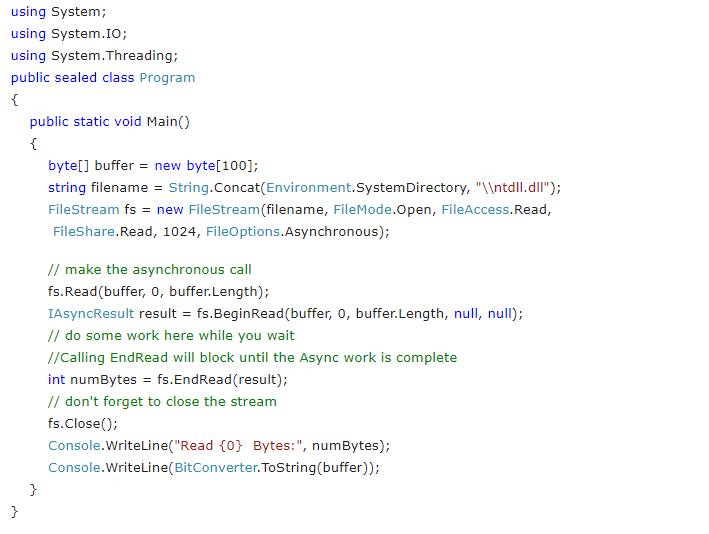 using System;
using System.IO;
using System.Threading;
public sealed class Program
{
public static void Main()
{
byte[] buffer = new byte[100];
string filename = String.Concat(Environment.SystemDirectory, "\\ntdll.dll");
FileStream fs = new FileStream(filename, FileMode.Open, FileAccess.Read,
FileShare.Read, 1024, FileOptions.Asynchronous);
// make the asynchronous call
fs.Read(buffer, 0, buffer.Length);
IAsyncResult result = fs.BeginRead(buffer, 0, buffer.Length, null, null);
// do some work here while you wait
//Calling EndRead will block until the Async work is complete
int numBytes = fs.EndRead(result);
// don't forget to close the stream
fs.Close();
Console.WriteLine("Read {0}  Bytes:", numBytes);
Console.WriteLine(BitConverter.ToString(buffer));
}
}